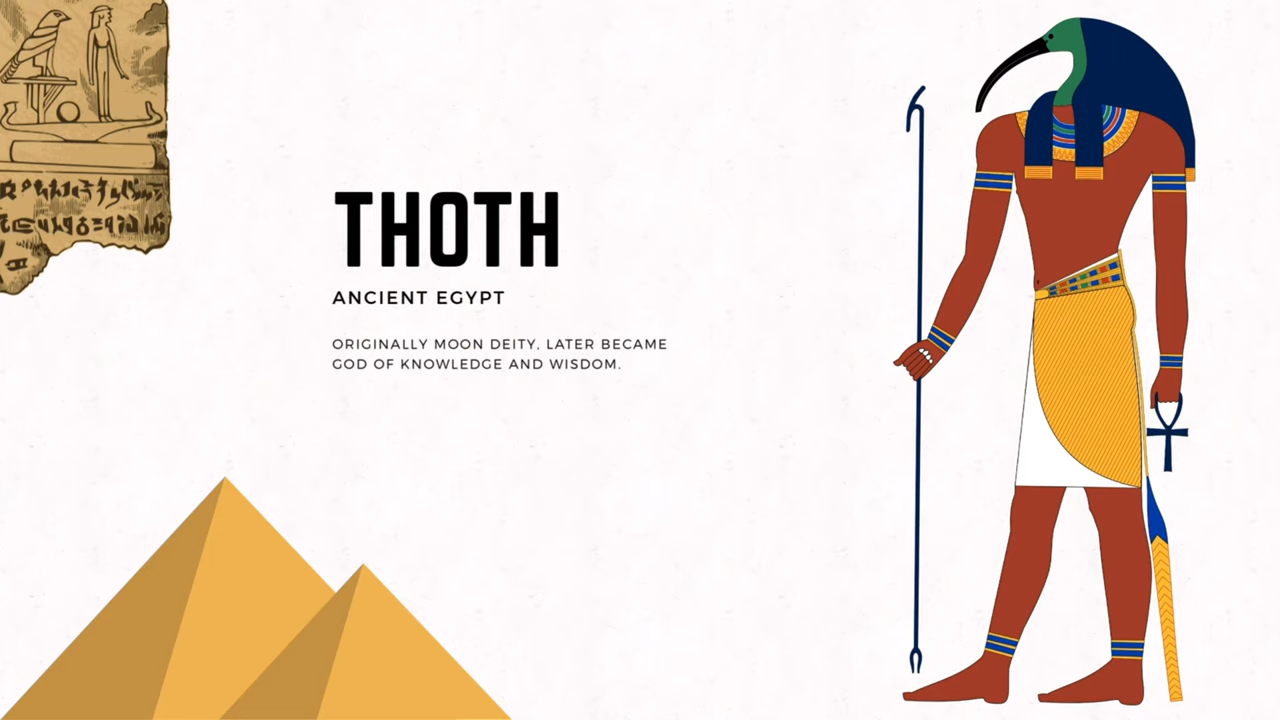 THOTH
ANCIENT EGYPT
ORIGINALLY MOON DEITY, LATER BECAME
GOD OF KNOWLEDGE AND WISDOM.